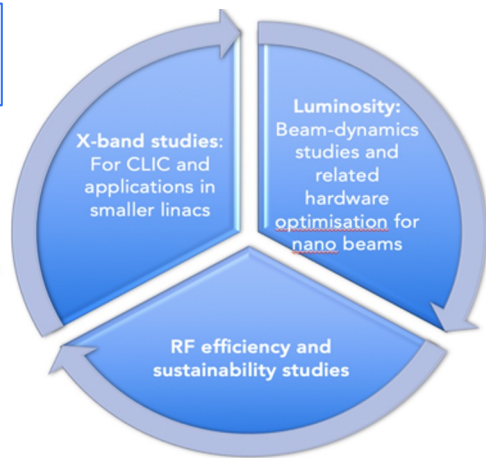 X-band studies:
For CLIC and
applications in
smaller linacs
Luminosity:
Beam-dynamics
studies and
related
hardware
optimisation for
nano beams
RF efficiency and
sustainability studies